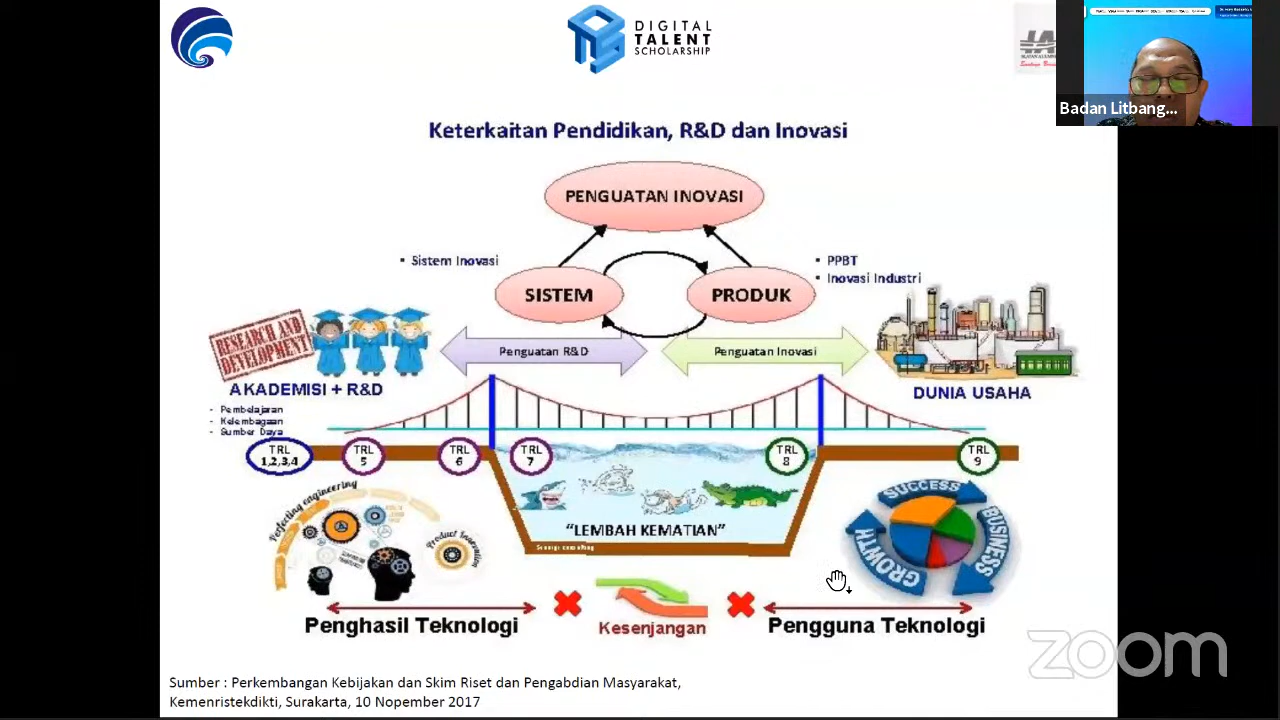 DIGITAL
TALENT
SCHOLARSHIP
Badan Litbang...
Keterkaitan Pendidikan, R&D dan Inovasi
PENGUATAN INOVASI
▪ Sistem Inovasi
▪ PPBT
▪ Inovasi Industri
SISTEM
PRODUK
RESEARCH AND
DEVELOPMENT
Penguatan R&D
Penguatan Inovasi
AKADEMISI + R&D
DUNIA USAHA
- Pembelajaran
- Kelembagaan
- Sumber Daya
TRL
1,2,3,4
TRL
5
TRL
6
TRL
7
TRL
8
TRL
9
Perfecting engineering
Product Innovation
“LEMBAH KEMATIAN”
SUCCESS
BUSINESS
GROWTH
Penghasil Teknologi
Kesenjangan
Pengguna Teknologi
zoom
Sumber : Perkembangan Kebijakan dan Skim Riset dan Pengabdian Masyarakat,
Kemenristekdikti, Surakarta, 10 Nopember 2017